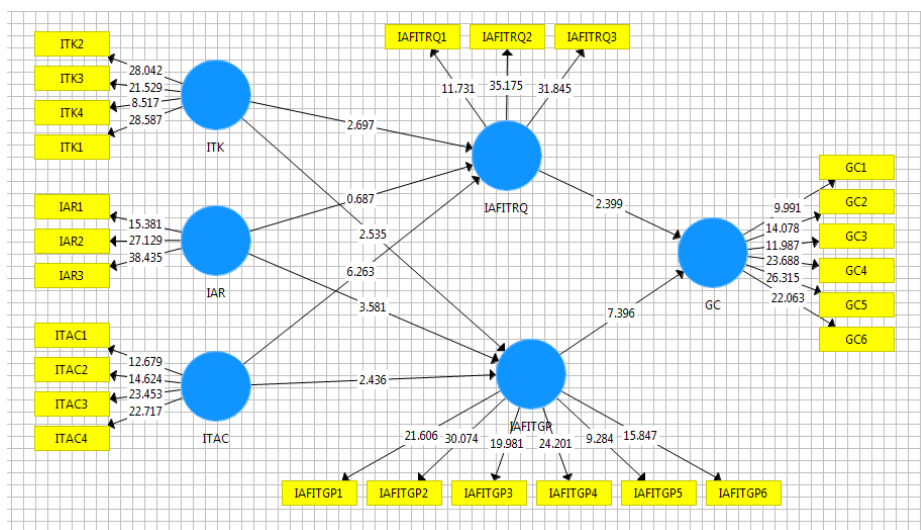 IAFITRQ1
IAFITRQ2
IAFITRQ3
11.731
35.175
31.845
ITK2
ITK3
ITK4
ITK1
28.042
21.529
8.517
28.587
ITK
2.697
IAFITRQ
IAR1
IAR2
IAR3
15.381
27.129
38.435
IAR
0.687
2.535
6.263
3.581
2.399
GC1
GC2
GC3
GC4
GC5
GC6
9.991
14.078
11.987
23.688
26.315
22.063
GC
7.396
ITAC1
ITAC2
ITAC3
ITAC4
12.679
14.624
23.453
22.717
ITAC
2.436
IAFITGP
21.606
30.074
19.981
24.201
9.284
15.847
IAFITGP1
IAFITGP2
IAFITGP3
IAFITGP4
IAFITGP5
IAFITGP6